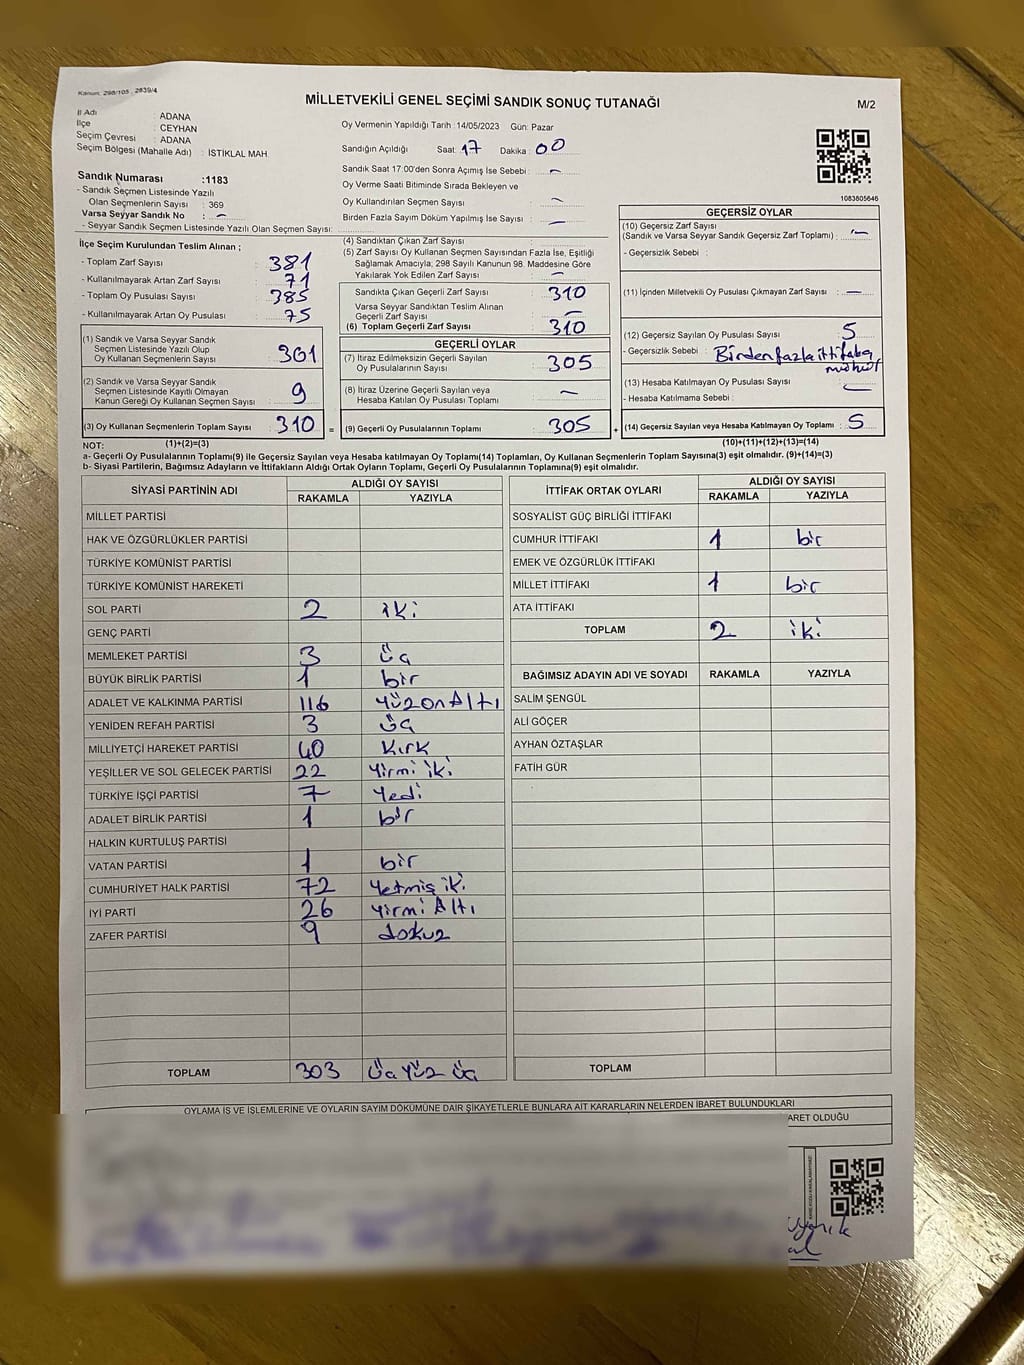 Kanun: 298/105 , 2839/4
MİLLETVEKİLİ GENEL SEÇİMİ SANDIK SONUÇ TUTANAĞI
M/2
İl Adı : ADANA
İlçe : CEYHAN
Seçim Çevresi : ADANA
Seçim Bölgesi (Mahalle Adı) : İSTİKLAL MAH.
Sandık Numarası :1183
- Sandık Seçmen Listesinde Yazılı
Olan Seçmenlerin Sayısı : 369
Varsa Seyyar Sandık No : –
- Seyyar Sandık Seçmen Listesinde Yazılı Olan Seçmen Sayısı:
Oy Vermenin Yapıldığı Tarih :14/05/2023 Gün: Pazar
Sandığın Açıldığı Saat: 17 Dakika : 00
Sandık Saat 17:00'den Sonra Açımış İse Sebebi : –
Oy Verme Saati Bitiminde Sırada Bekleyen ve
Oy Kullandırılan Seçmen Sayısı : –
Birden Fazla Sayım Döküm Yapılmış İse Sayısı : –
1083805646
İlçe Seçim Kurulundan Teslim Alınan ;
- Toplam Zarf Sayısı : 381
- Kullanılmayarak Artan Zarf Sayısı : 71
- Toplam Oy Pusulası Sayısı : 385
- Kullanılmayarak Artan Oy Pusulası : 75
(4) Sandıktan Çıkan Zarf Sayısı :
(5) Zarf Sayısı Oy Kullanan Seçmen Sayısından Fazla İse, Eşitliği
Sağlamak Amacıyla; 298 Sayılı Kanunun 98. Maddesine Göre
Yakılarak Yok Edilen Zarf Sayısı : –
Sandıkta Çıkan Geçerli Zarf Sayısı : 310
Varsa Seyyar Sandıktan Teslim Alınan
Geçerli Zarf Sayısı : –
(6) Toplam Geçerli Zarf Sayısı : 310
GEÇERSİZ OYLAR
(10) Geçersiz Zarf Sayısı
(Sandık ve Varsa Seyyar Sandık Geçersiz Zarf Toplamı) : –
- Geçersizlik Sebebi :
(11) İçinden Milletvekili Oy Pusulası Çıkmayan Zarf Sayısı : –
(12) Geçersiz Sayılan Oy Pusulası Sayısı : 5
- Geçersizlik Sebebi : Birden fazla ittifaka
mühür
(13) Hesaba Katılmayan Oy Pusulası Sayısı : –
- Hesaba Katılmama Sebebi :
(14) Geçersiz Sayılan veya Hesaba Katılmayan Oy Toplamı : 5
(10)+(11)+(12)+(13)=(14)
(1) Sandık ve Varsa Seyyar Sandık
Seçmen Listesinde Yazılı Olup
Oy Kullanan Seçmenlerin Sayısı : 301
(2) Sandık ve Varsa Seyyar Sandık
Seçmen Listesinde Kayıtlı Olmayan
Kanun Gereği Oy Kullanan Seçmen Sayısı : 9
(3) Oy Kullanan Seçmenlerin Toplam Sayısı : 310
=
(1)+(2)=(3)
GEÇERLİ OYLAR
(7) İtiraz Edilmeksizin Geçerli Sayılan
Oy Pusulalarının Sayısı : 305
(8) İtiraz Üzerine Geçerli Sayılan veya
Hesaba Katılan Oy Pusulası Toplamı : –
(9) Geçerli Oy Pusulalarının Toplamı : 305
+
NOT:
a- Geçerli Oy Pusulalarının Toplamı(9) ile Geçersiz Sayılan veya Hesaba katılmayan Oy Toplamı(14) Toplamları, Oy Kullanan Seçmenlerin Toplam Sayısına(3) eşit olmalıdır. (9)+(14)=(3)
b- Siyasi Partilerin, Bağımsız Adayların ve İttifakların Aldığı Ortak Oyların Toplamı, Geçerli Oy Pusulalarının Toplamına(9) eşit olmalıdır.
SİYASİ PARTİNİN ADI ALDIĞI OY SAYISI
RAKAMLA YAZIYLA
MİLLET PARTİSİ
HAK VE ÖZGÜRLÜKLER PARTİSİ
TÜRKİYE KOMÜNİST PARTİSİ
TÜRKİYE KOMÜNİST HAREKETİ
SOL PARTİ 2 iki
GENÇ PARTİ
MEMLEKET PARTİSİ 3 üç
BÜYÜK BİRLİK PARTİSİ 1 bir
ADALET VE KALKINMA PARTİSİ 116 Yüz on Altı
YENİDEN REFAH PARTİSİ 3 üç
MİLLİYETÇİ HAREKET PARTİSİ 40 Kırk
YEŞİLLER VE SOL GELECEK PARTİSİ 22 Yirmi iki
TÜRKİYE İŞÇİ PARTİSİ 7 Yedi
ADALET BİRLİK PARTİSİ 1 bir
HALKIN KURTULUŞ PARTİSİ
VATAN PARTİSİ 1 bir
CUMHURİYET HALK PARTİSİ 72 Yetmiş iki
İYİ PARTİ 26 Yirmi Altı
ZAFER PARTİSİ 9 dokuz
TOPLAM 303 üç Yüz üç
İTTİFAK ORTAK OYLARI ALDIĞI OY SAYISI
RAKAMLA YAZIYLA
SOSYALİST GÜÇ BİRLİĞİ İTTİFAKI
CUMHUR İTTİFAKI 1 bir
EMEK VE ÖZGÜRLÜK İTTİFAKI
MİLLET İTTİFAKI 1 bir
ATA İTTİFAKI
TOPLAM 2 iki
BAĞIMSIZ ADAYIN ADI VE SOYADI RAKAMLA YAZIYLA
SALİM ŞENGÜL
ALİ GÖÇER
AYHAN ÖZTAŞLAR
FATİH GÜR
TOPLAM
OYLAMA İŞ VE İŞLEMLERİNE VE OYLARIN SAYIM DÖKÜMÜNE DAİR ŞİKAYETLERLE BUNLARA AİT KARARLARIN NELERDEN İBARET BULUNDUKLARI
ARET OLDUĞU